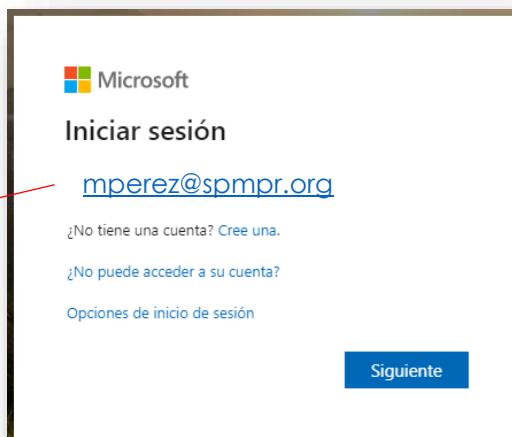 Microsoft
Iniciar sesión
mperez@spmpr.org
¿No tiene una cuenta? Cree una.
¿No puede acceder a su cuenta?
Opciones de inicio de sesión
Siguiente